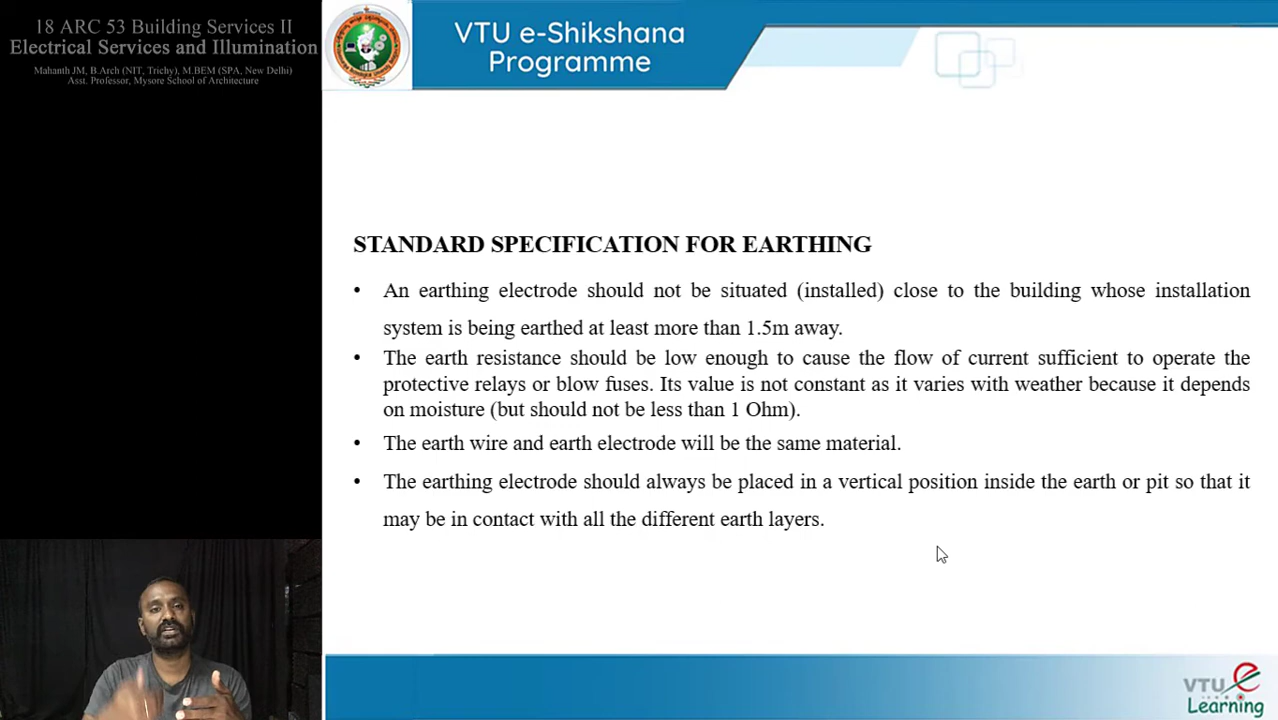 18 ARC 53 Building Services II
Electrical Services and Illumination
Mahanth JM, B.Arch (NIT, Trichy), M.BEM (SPA, New Delhi)
Asst. Professor, Mysore School of Architecture
VTU e-Shikshana
Programme
STANDARD SPECIFICATION FOR EARTHING
• An earthing electrode should not be situated (installed) close to the building whose installation
system is being earthed at least more than 1.5m away.
• The earth resistance should be low enough to cause the flow of current sufficient to operate the
protective relays or blow fuses. Its value is not constant as it varies with weather because it depends
on moisture (but should not be less than 1 Ohm).
• The earth wire and earth electrode will be the same material.
• The earthing electrode should always be placed in a vertical position inside the earth or pit so that it
may be in contact with all the different earth layers.
VTU
Learning